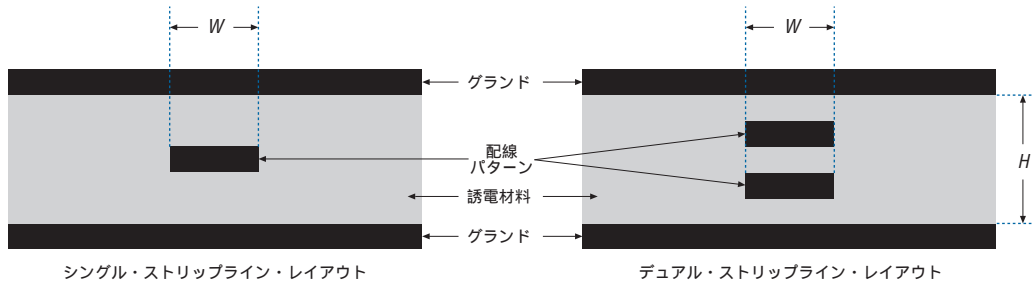 W
W
グランド
配線
パターン
H
誘電材料
グランド
シングル・ストリップライン・レイアウト
デュアル・ストリップライン・レイアウト